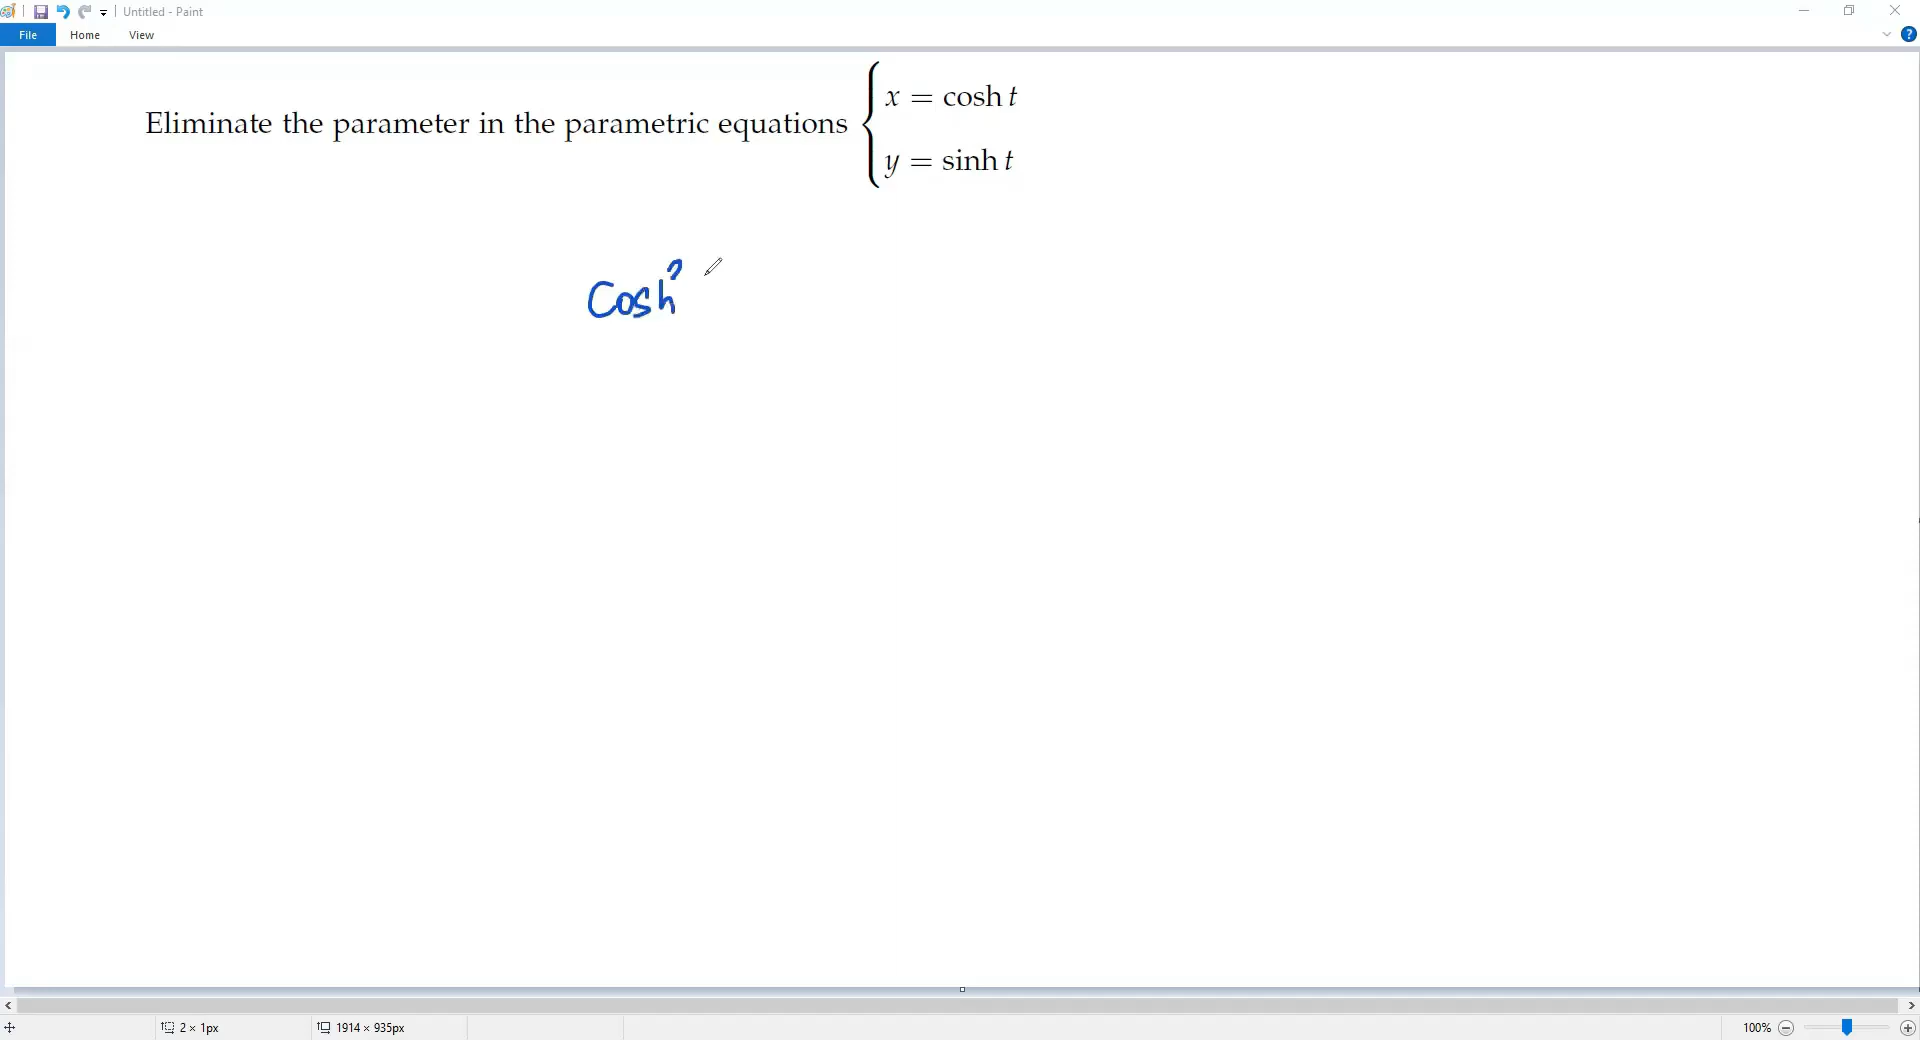 Untitled - Paint
File Home View
Eliminate the parameter in the parametric equations { x = cosh t
y = sinh t
Cosh²
2 × 1px 1914 × 935px 100%